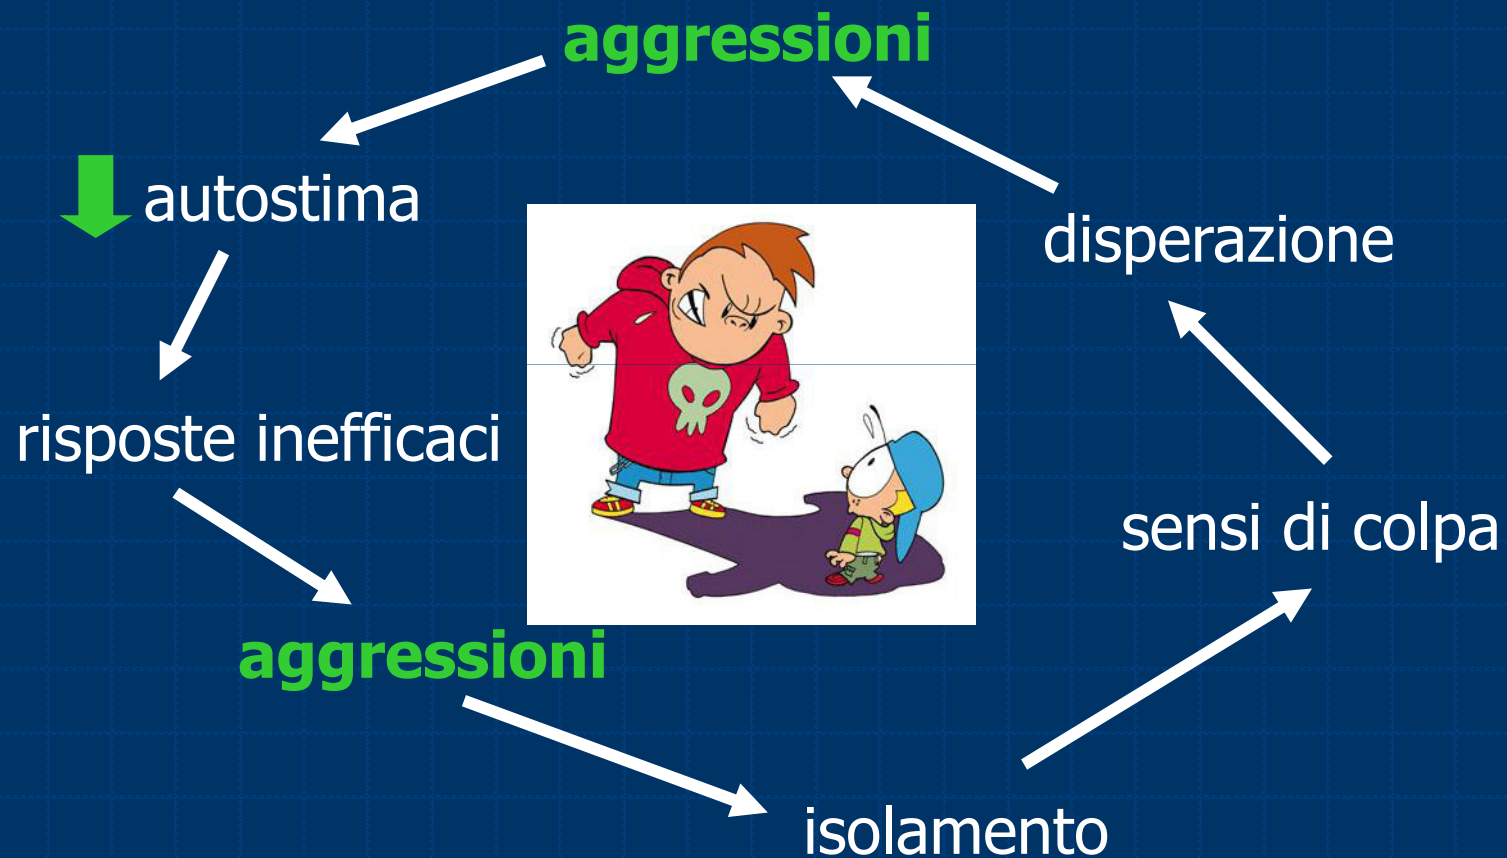 aggressioni
autostima
disperazione
risposte inefficaci
sensi di colpa
aggressioni
isolamento